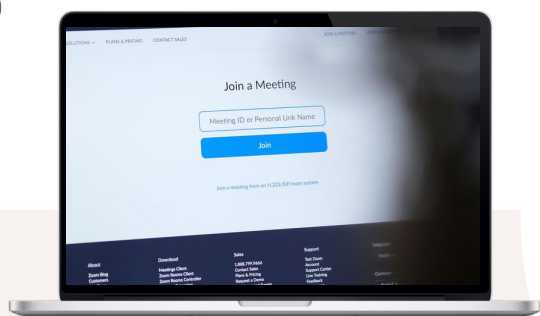 SOLUTIONS
PLANS & PRICING
CONTACT SALES
JOIN A MEETING
Join a Meeting
Meeting ID or Personal Link Name
Join
Join a meeting from an H.323/SIP room system
About
Zoom Blog
Customers
Download
Meetings Client
Zoom Rooms Client
Zoom Rooms Controller
Sales
1.888.799.9666
Contact Sales
Plans & Pricing
Request a Demo
Support
Test Zoom
Account
Support Center
Live Training
Feedback
Language
Currency